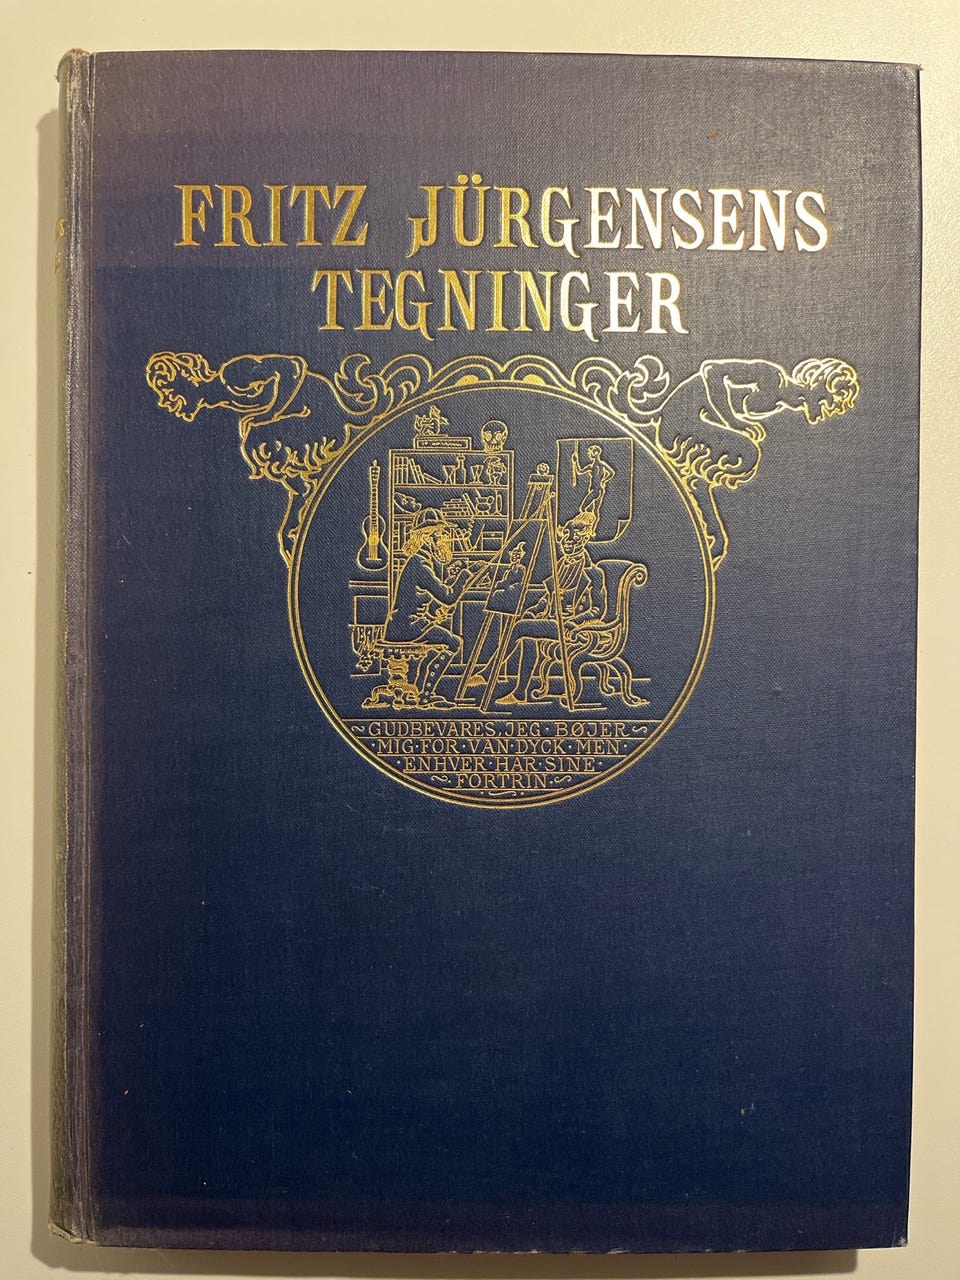 FRITZ JÜRGENSENS
TEGNINGER
GUDBEVARES, JEG BØJER
MIG·FOR·VAN·DYCK·MEN
·ENHVER·HAR·SINE·
FORTRIN·